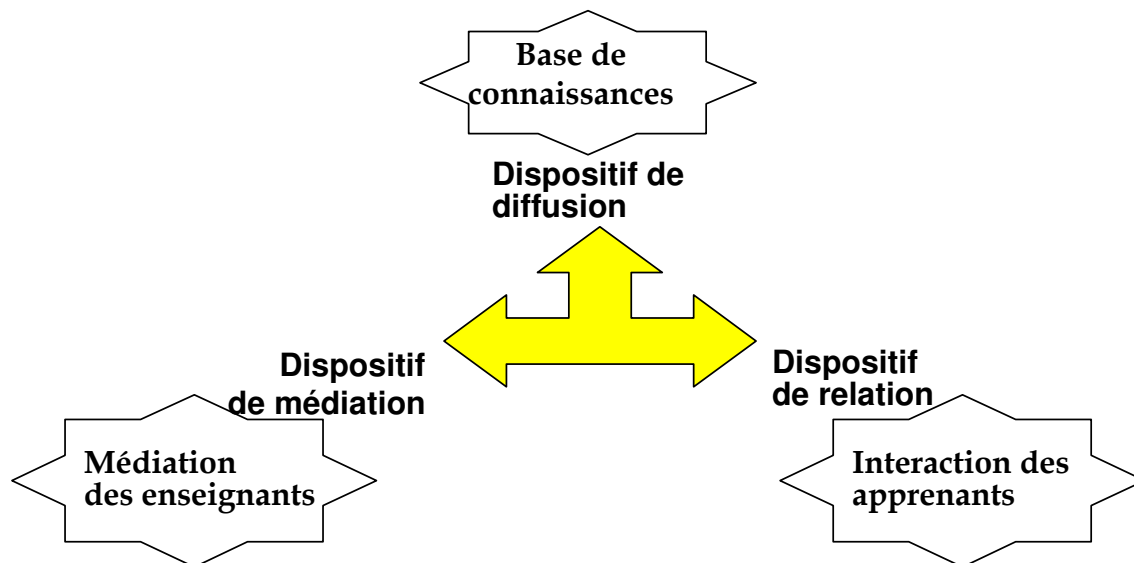 Base de
connaissances
Dispositif de
diffusion
Dispositif
de médiation
Dispositif
de relation
Médiation
des enseignants
Interaction des
apprenants